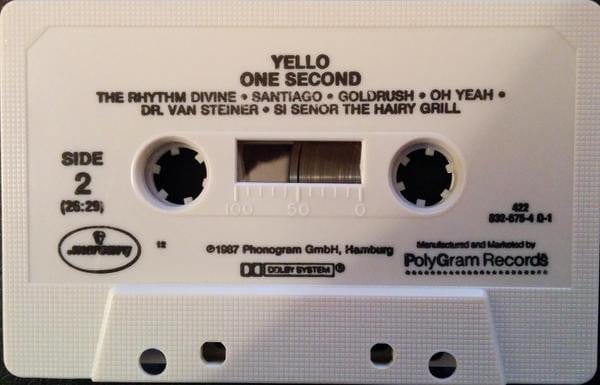 YELLO
ONE SECOND
THE RHYTHM DIVINE • SANTIAGO • GOLDRUSH • OH YEAH •
DR. VAN STEINER • SI SENOR THE HAIRY GRILL
SIDE
2
(26:29)
100 50 0
422
832-675-4 Q-1
mercury
12
℗1987 Phonogram GmbH, Hamburg
DOLBY SYSTEM®
Manufactured and Marketed by
PolyGram Records